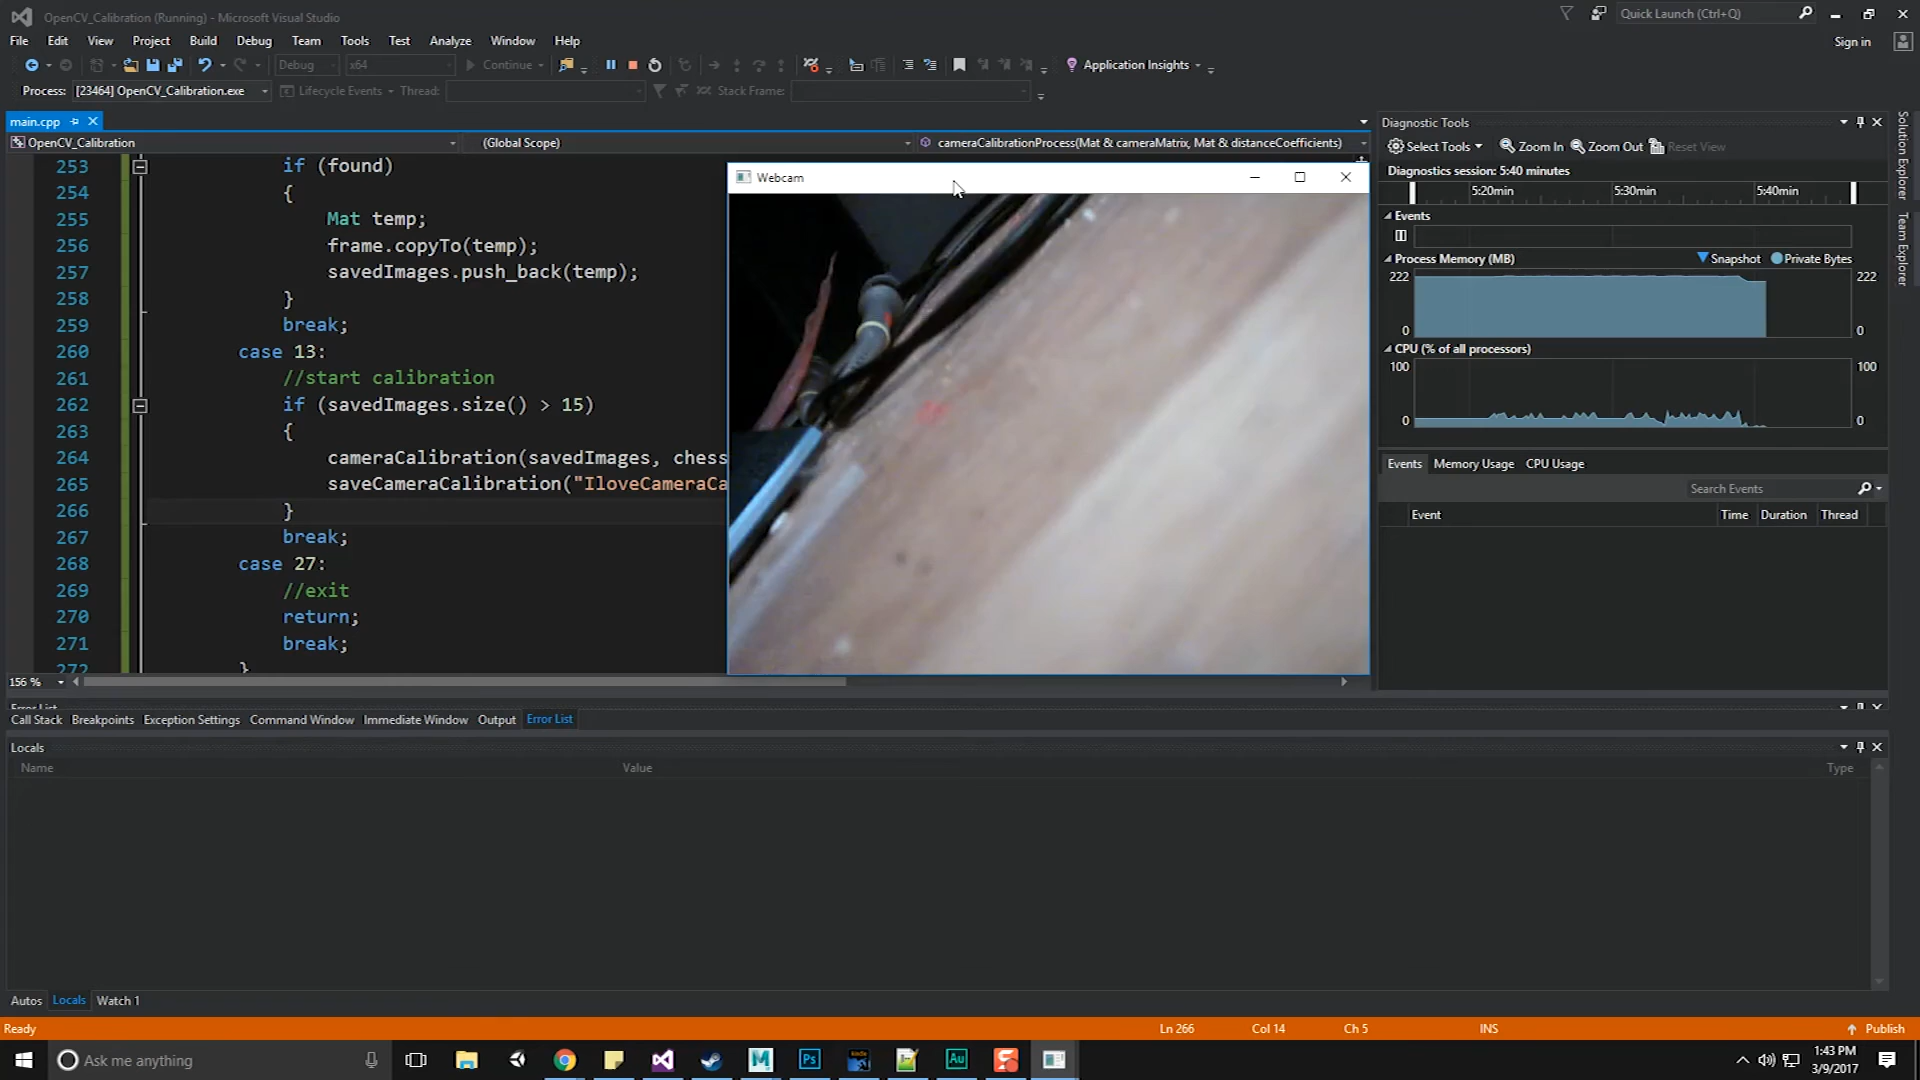 OpenCV_Calibration (Running) - Microsoft Visual Studio
Quick Launch (Ctrl+Q)
File Edit View Project Build Debug Team Tools Test Analyze Window Help
Sign in
Debug x64 Continue Application Insights
Process: [23464] OpenCV_Calibration.exe Lifecycle Events Thread: Stack Frame:
main.cpp
OpenCV_Calibration (Global Scope) cameraCalibrationProcess(Mat & cameraMatrix, Mat & distanceCoefficients)
253 if (found)
254 {
255 Mat temp;
256 frame.copyTo(temp);
257 savedImages.push_back(temp);
258 }
259 break;
260 case 13:
261 //start calibration
262 if (savedImages.size() > 15)
263 {
264 cameraCalibration(savedImages, chess
265 saveCameraCalibration("IloveCameraCa
266 }
267 break;
268 case 27:
269 //exit
270 return;
271 break;
272 }
156 %
Webcam
Diagnostic Tools
Select Tools Zoom In Zoom Out Reset View
Diagnostics session: 5:40 minutes
5:20min 5:30min 5:40min
Events
Process Memory (MB) Snapshot Private Bytes
222 222
0 0
CPU (% of all processors)
100 100
0 0
Events Memory Usage CPU Usage
Search Events
Event Time Duration Thread
Solution Explorer
Team Explorer
Error List
Call Stack Breakpoints Exception Settings Command Window Immediate Window Output Error List
Locals
Name Value Type
Autos Locals Watch 1
Ready Ln 266 Col 14 Ch 5 INS Publish
Ask me anything
Ps
Au
1:43 PM
3/9/2017